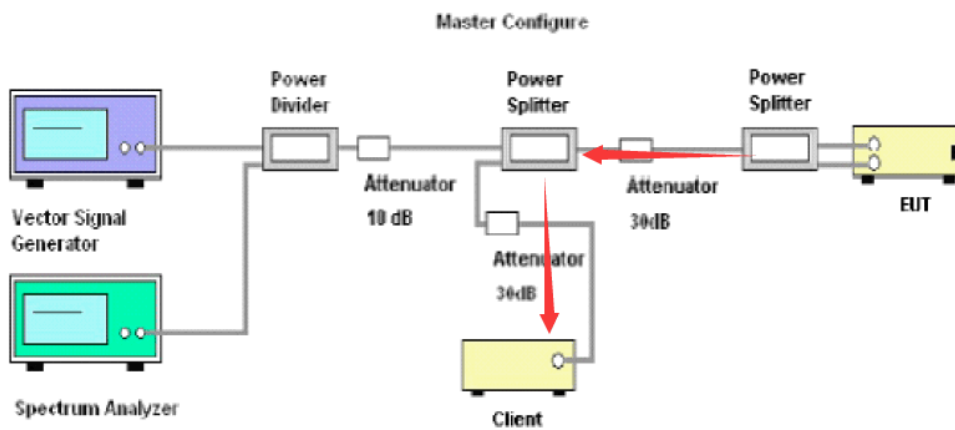 Master Configure
Power
Divider
Power
Splitter
Power
Splitter
Attenuator
10 dB
Attenuator
30dB
EUT
Vector Signal
Generator
Attenuator
30dB
Spectrum Analyzer
Client